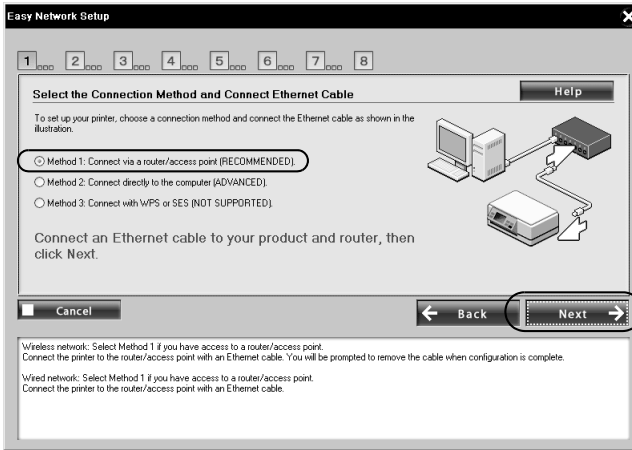 Easy Network Setup
1 2 3 4 5 6 7 8
Select the Connection Method and Connect Ethernet Cable
Help
To set up your printer, choose a connection method and connect the Ethernet cable as shown in the
illustration.
Method 1: Connect via a router/access point (RECOMMENDED).
Method 2: Connect directly to the computer (ADVANCED).
Method 3: Connect with WPS or SES (NOT SUPPORTED).
Connect an Ethernet cable to your product and router, then
click Next.
Cancel
Back
Next
Wireless network: Select Method 1 if you have access to a router/access point.
Connect the printer to the router/access point with an Ethernet cable. You will be prompted to remove the cable when configuration is complete.
Wired network: Select Method 1 if you have access to a router/access point.
Connect the printer to the router/access point with an Ethernet cable.